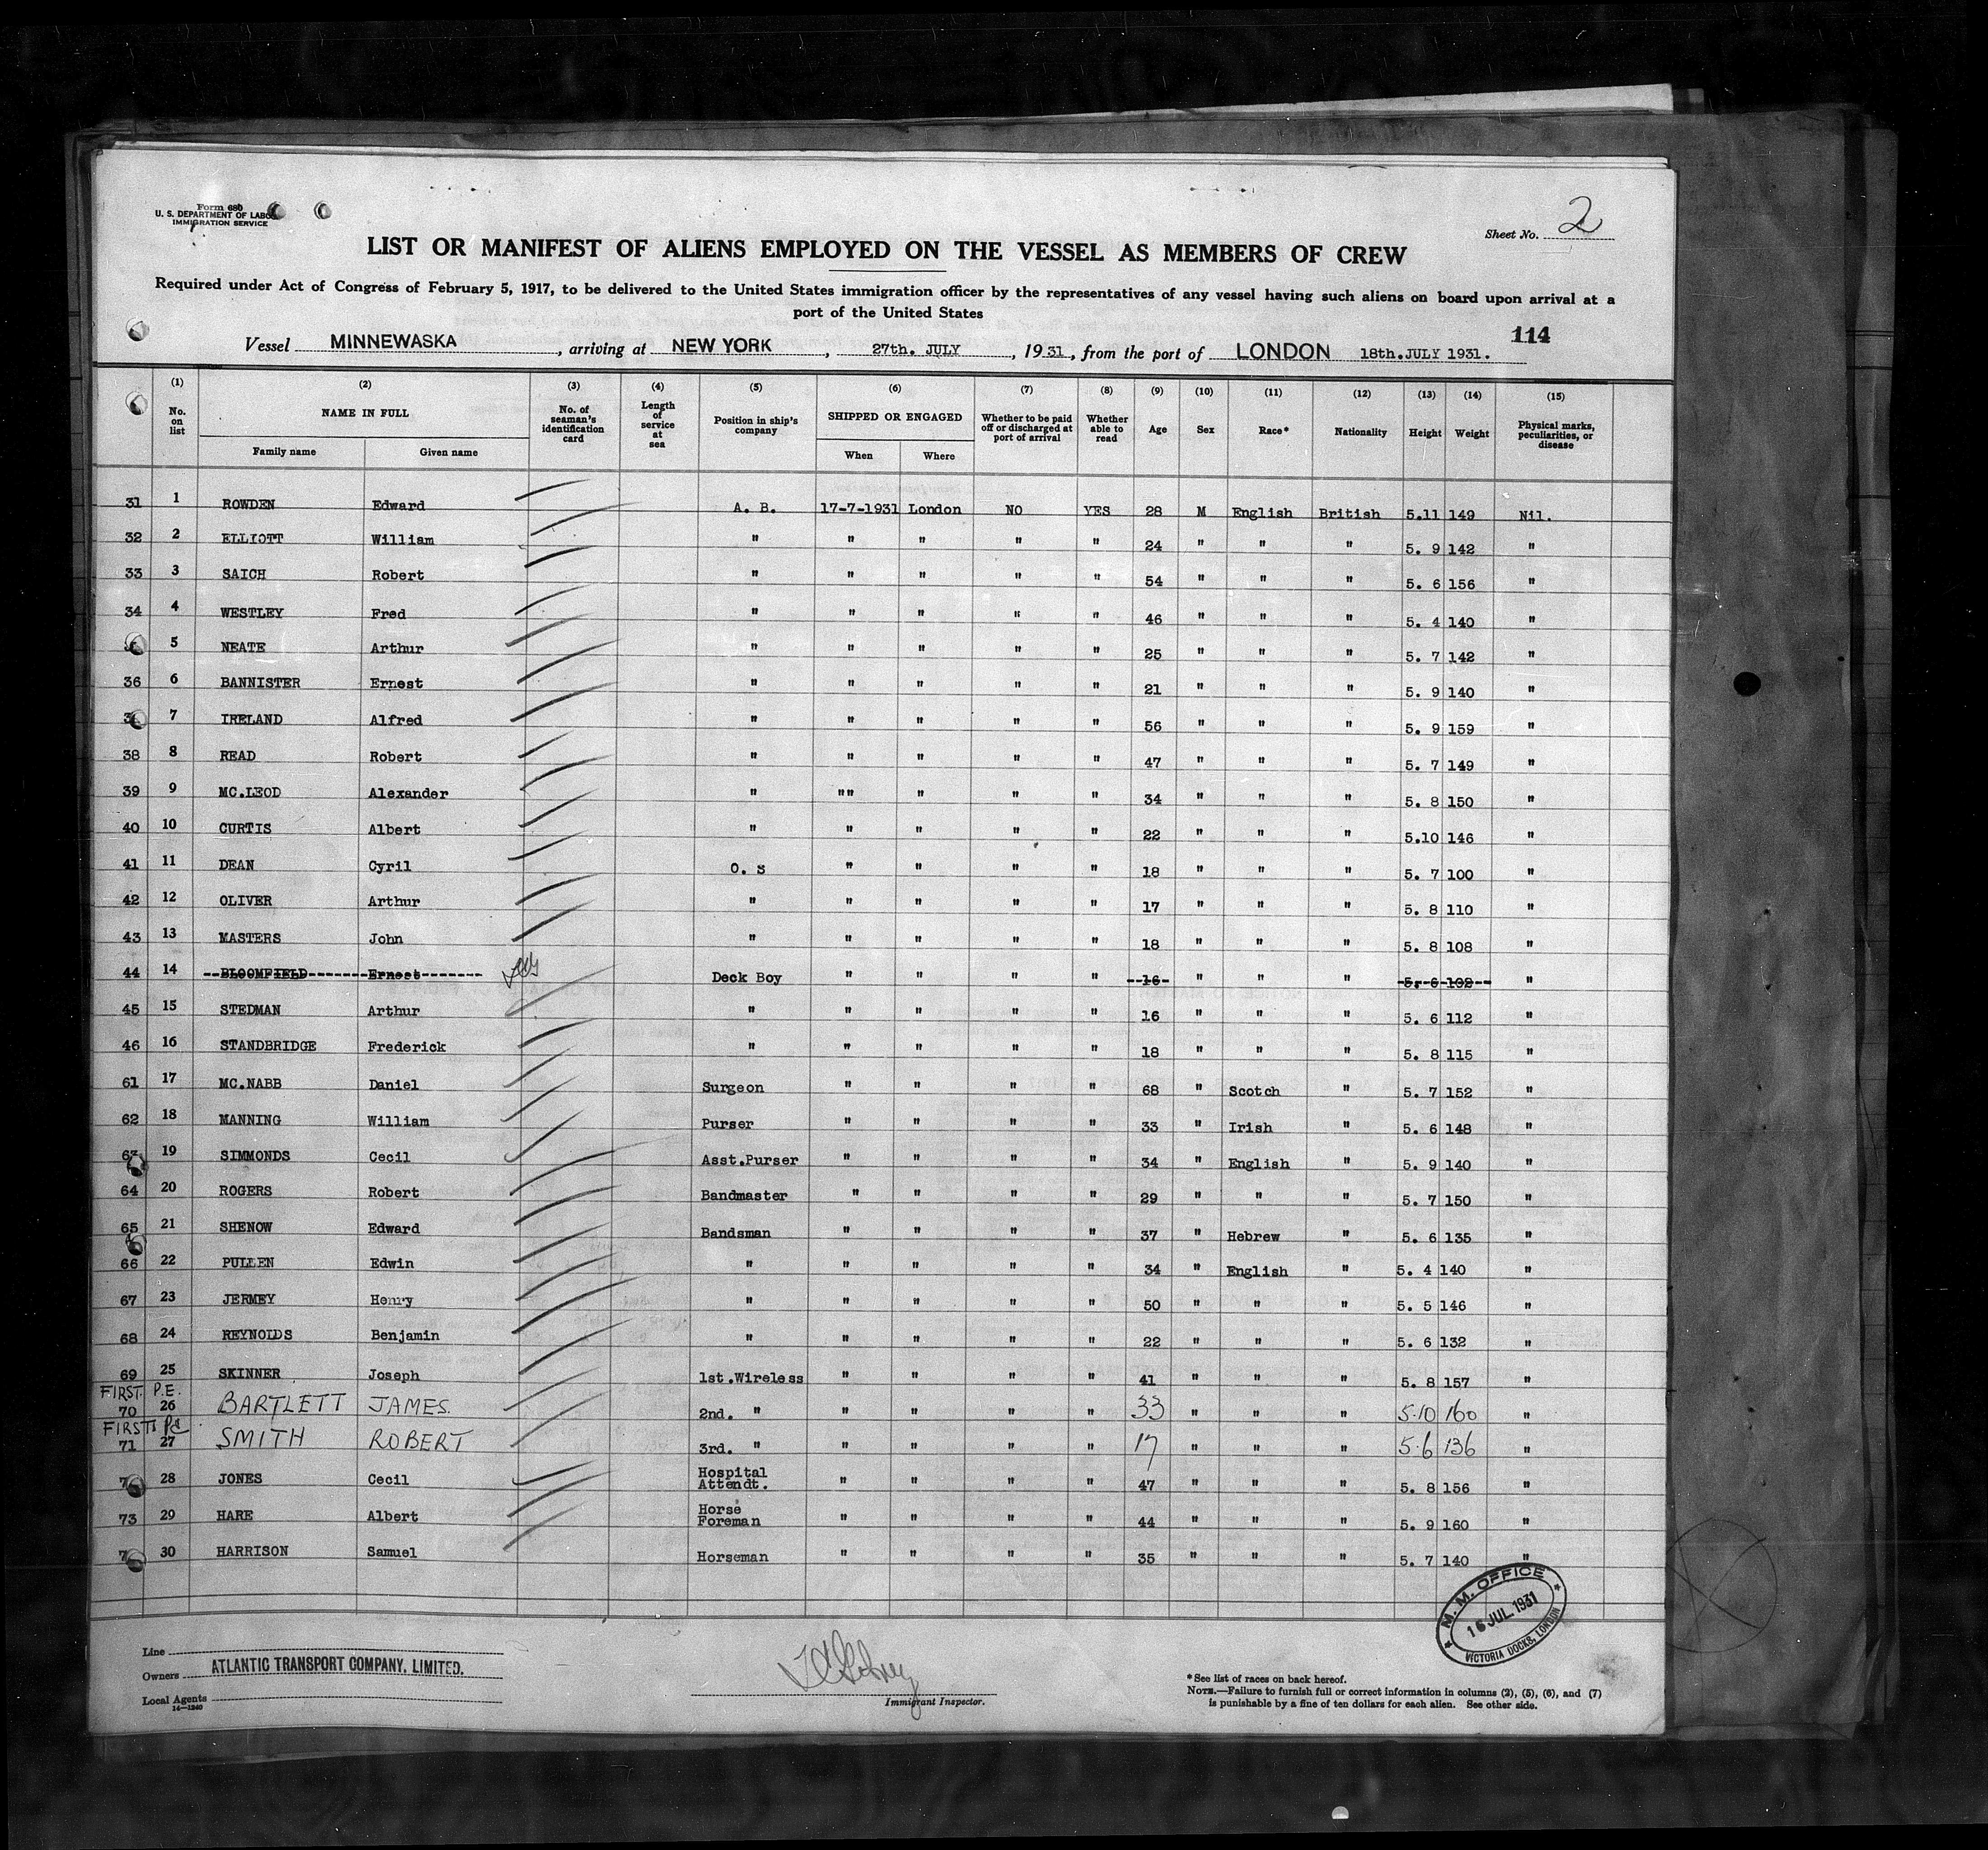 Form 680
U. S. DEPARTMENT OF LABOR
IMMIGRATION SERVICE
Sheet No. 2
LIST OR MANIFEST OF ALIENS EMPLOYED ON THE VESSEL AS MEMBERS OF CREW
Required under Act of Congress of February 5, 1917, to be delivered to the United States immigration officer by the representatives of any vessel having such aliens on board upon arrival at a
port of the United States
114
Vessel MINNEWASKA, arriving at NEW YORK, 27th. JULY, 1931, from the port of LONDON 18th.JULY 1931.
(1) (2) (3) (4) (5) (6) (7) (8) (9) (10) (11) (12) (13) (14) (15)
No. on list NAME IN FULL No. of seaman's identification card Length of service at sea Position in ship's company SHIPPED OR ENGAGED Whether to be paid off or discharged at port of arrival Whether able to read Age Sex Race* Nationality Height Weight Physical marks, peculiarities, or disease
Family name Given name When Where
31 1 ROWDEN Edward A. B. 17-7-1931 London NO YES 28 M English British 5.11 149 Nil.
32 2 ELLIOTT William " " " " " 24 " " " 5. 9 142 "
33 3 SAICH Robert " " " " " 54 " " " 5. 6 156 "
34 4 WESTLEY Fred " " " " " 46 " " " 5. 4 140 "
5 NEATE Arthur " " " " " 25 " " " 5. 7 142 "
36 6 BANNISTER Ernest " " " " " 21 " " " 5. 9 140 "
3 7 IRELAND Alfred " " " " " 56 " " " 5. 9 159 "
38 8 READ Robert " " " " " 47 " " " 5. 7 149 "
39 9 MC.LEOD Alexander " "" " " " 34 " " " 5. 8 150 "
40 10 CURTIS Albert " " " " " 22 " " " 5.10 146 "
41 11 DEAN Cyril O. S " " " " 18 " " " 5. 7 100 "
42 12 OLIVER Arthur " " " " " 17 " " " 5. 8 110 "
43 13 MASTERS John " " " " " 18 " " " 5. 8 108 "
44 14 BLOOMFIELD Ernest Deck Boy " " " " 16 " " " 5. 6 102 "
45 15 STEDMAN Arthur " " " " " 16 " " " 5. 6 112 "
46 16 STANDBRIDGE Frederick " " " " " 18 " " " 5. 8 115 "
61 17 MC.NABB Daniel Surgeon " " " " 68 " Scotch " 5. 7 152 "
62 18 MANNING William Purser " " " " 33 " Irish " 5. 6 148 "
63 19 SIMMONDS Cecil Asst.Purser " " " " 34 " English " 5. 9 140 "
64 20 ROGERS Robert Bandmaster " " " " 29 " " " 5. 7 150 "
65 21 SHENOW Edward Bandsman " " " " 37 " Hebrew " 5. 6 135 "
66 22 PULLEN Edwin " " " " " 34 " English " 5. 4 140 "
67 23 JERMEY Henry " " " " " 50 " " " 5. 5 146 "
68 24 REYNOLDS Benjamin " " " " " 22 " " " 5. 6 132 "
69 25 SKINNER Joseph 1st.Wireless " " " " 41 " " " 5. 8 157 "
FIRST. P.E.
70 26 BARTLETT JAMES. 2nd. " " " " " 33 " " " 5.10 160 "
FIRST P.E
71 27 SMITH ROBERT 3rd. " " " " " 17 " " " 5.6 136 "
7 28 JONES Cecil Hospital Attendt. " " " " 47 " " " 5. 8 156 "
73 29 HARE Albert Horse Foreman " " " " 44 " " " 5. 9 160 "
7 30 HARRISON Samuel Horseman " " " " 35 " " " 5. 7 140 "
M. M. OFFICE
16 JUL. 1931
VICTORIA DOCKS, LONDON
Line
Owners ATLANTIC TRANSPORT COMPANY, LIMITED.
Local Agents
14—1240
Immigrant Inspector.
*See list of races on back hereof.
NOTE.—Failure to furnish full or correct information in columns (2), (5), (6), and (7)
is punishable by a fine of ten dollars for each alien. See other side.